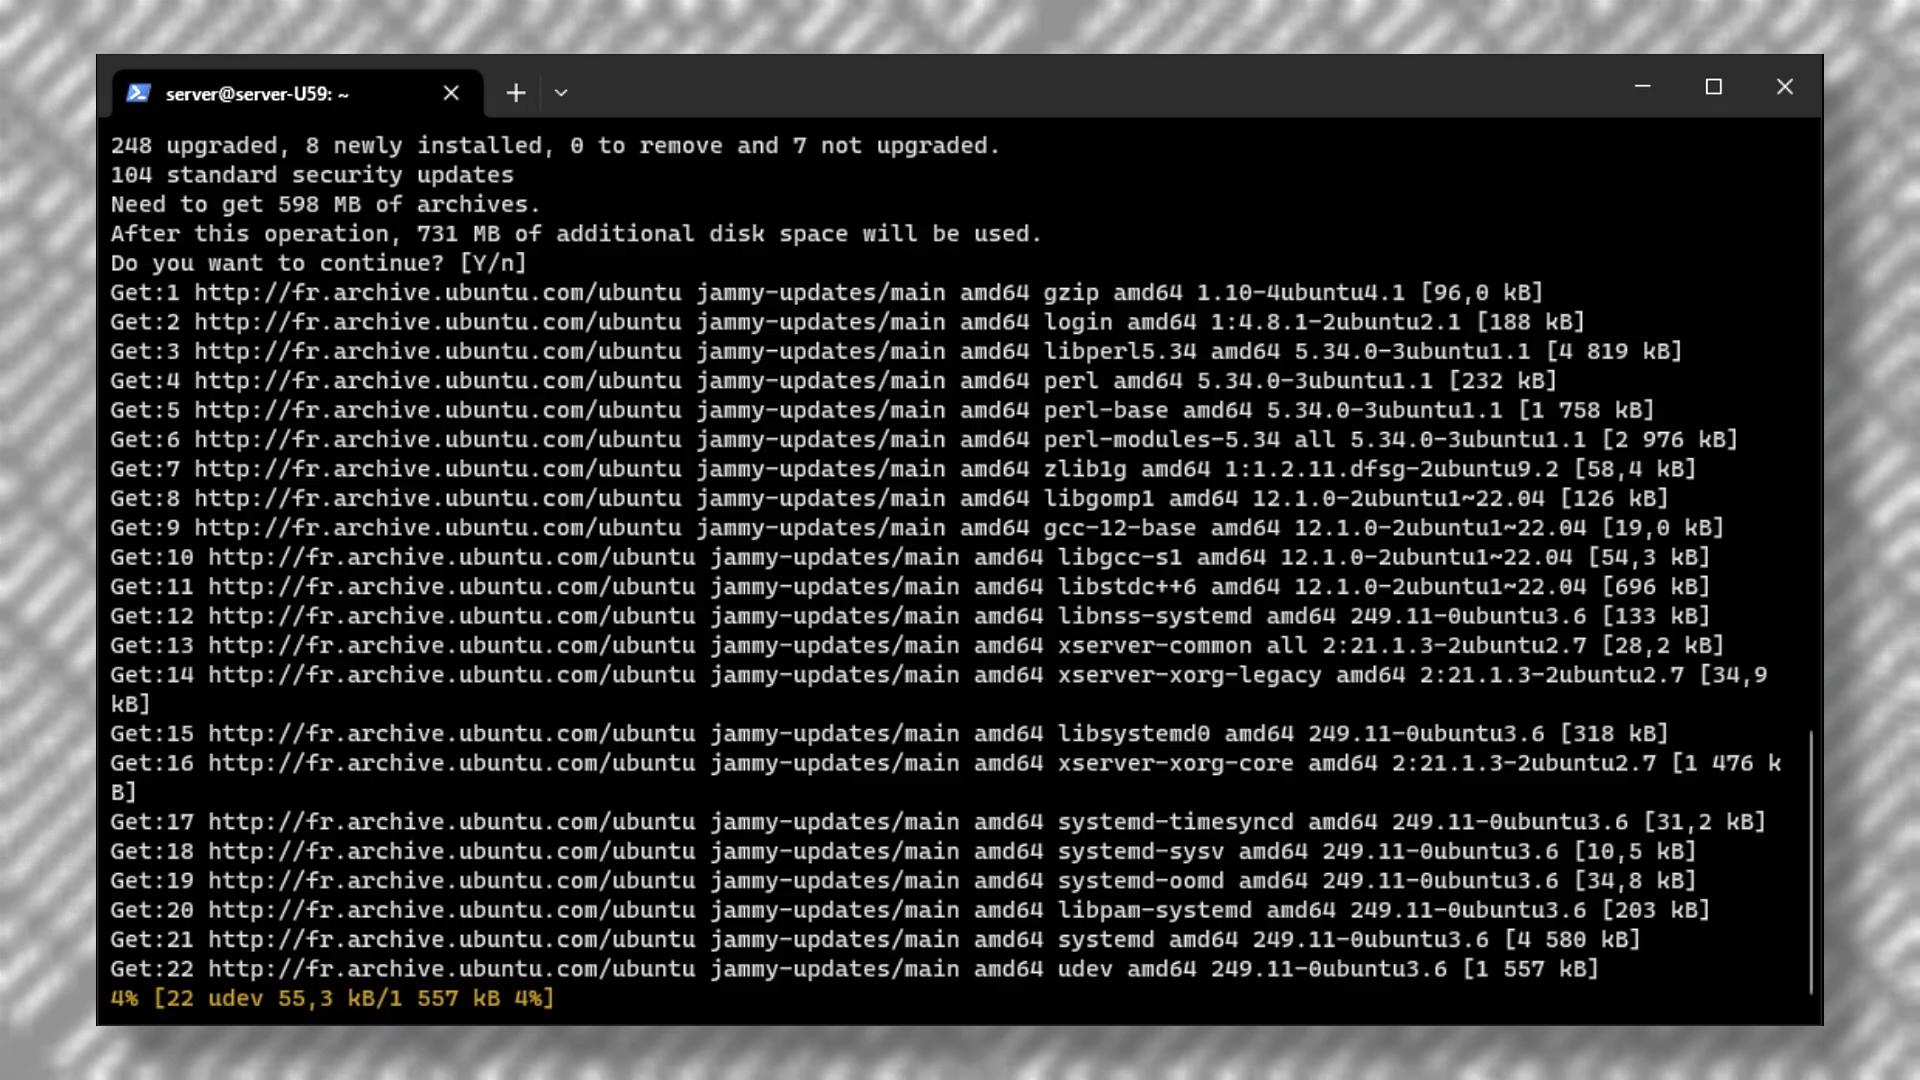 server@server-U59: ~
248 upgraded, 8 newly installed, 0 to remove and 7 not upgraded.
104 standard security updates
Need to get 598 MB of archives.
After this operation, 731 MB of additional disk space will be used.
Do you want to continue? [Y/n]
Get:1 http://fr.archive.ubuntu.com/ubuntu jammy-updates/main amd64 gzip amd64 1.10-4ubuntu4.1 [96,0 kB]
Get:2 http://fr.archive.ubuntu.com/ubuntu jammy-updates/main amd64 login amd64 1:4.8.1-2ubuntu2.1 [188 kB]
Get:3 http://fr.archive.ubuntu.com/ubuntu jammy-updates/main amd64 libperl5.34 amd64 5.34.0-3ubuntu1.1 [4 819 kB]
Get:4 http://fr.archive.ubuntu.com/ubuntu jammy-updates/main amd64 perl amd64 5.34.0-3ubuntu1.1 [232 kB]
Get:5 http://fr.archive.ubuntu.com/ubuntu jammy-updates/main amd64 perl-base amd64 5.34.0-3ubuntu1.1 [1 758 kB]
Get:6 http://fr.archive.ubuntu.com/ubuntu jammy-updates/main amd64 perl-modules-5.34 all 5.34.0-3ubuntu1.1 [2 976 kB]
Get:7 http://fr.archive.ubuntu.com/ubuntu jammy-updates/main amd64 zlib1g amd64 1:1.2.11.dfsg-2ubuntu9.2 [58,4 kB]
Get:8 http://fr.archive.ubuntu.com/ubuntu jammy-updates/main amd64 libgomp1 amd64 12.1.0-2ubuntu1~22.04 [126 kB]
Get:9 http://fr.archive.ubuntu.com/ubuntu jammy-updates/main amd64 gcc-12-base amd64 12.1.0-2ubuntu1~22.04 [19,0 kB]
Get:10 http://fr.archive.ubuntu.com/ubuntu jammy-updates/main amd64 libgcc-s1 amd64 12.1.0-2ubuntu1~22.04 [54,3 kB]
Get:11 http://fr.archive.ubuntu.com/ubuntu jammy-updates/main amd64 libstdc++6 amd64 12.1.0-2ubuntu1~22.04 [696 kB]
Get:12 http://fr.archive.ubuntu.com/ubuntu jammy-updates/main amd64 libnss-systemd amd64 249.11-0ubuntu3.6 [133 kB]
Get:13 http://fr.archive.ubuntu.com/ubuntu jammy-updates/main amd64 xserver-common all 2:21.1.3-2ubuntu2.7 [28,2 kB]
Get:14 http://fr.archive.ubuntu.com/ubuntu jammy-updates/main amd64 xserver-xorg-legacy amd64 2:21.1.3-2ubuntu2.7 [34,9
kB]
Get:15 http://fr.archive.ubuntu.com/ubuntu jammy-updates/main amd64 libsystemd0 amd64 249.11-0ubuntu3.6 [318 kB]
Get:16 http://fr.archive.ubuntu.com/ubuntu jammy-updates/main amd64 xserver-xorg-core amd64 2:21.1.3-2ubuntu2.7 [1 476 k
B]
Get:17 http://fr.archive.ubuntu.com/ubuntu jammy-updates/main amd64 systemd-timesyncd amd64 249.11-0ubuntu3.6 [31,2 kB]
Get:18 http://fr.archive.ubuntu.com/ubuntu jammy-updates/main amd64 systemd-sysv amd64 249.11-0ubuntu3.6 [10,5 kB]
Get:19 http://fr.archive.ubuntu.com/ubuntu jammy-updates/main amd64 systemd-oomd amd64 249.11-0ubuntu3.6 [34,8 kB]
Get:20 http://fr.archive.ubuntu.com/ubuntu jammy-updates/main amd64 libpam-systemd amd64 249.11-0ubuntu3.6 [203 kB]
Get:21 http://fr.archive.ubuntu.com/ubuntu jammy-updates/main amd64 systemd amd64 249.11-0ubuntu3.6 [4 580 kB]
Get:22 http://fr.archive.ubuntu.com/ubuntu jammy-updates/main amd64 udev amd64 249.11-0ubuntu3.6 [1 557 kB]
4% [22 udev 55,3 kB/1 557 kB 4%]